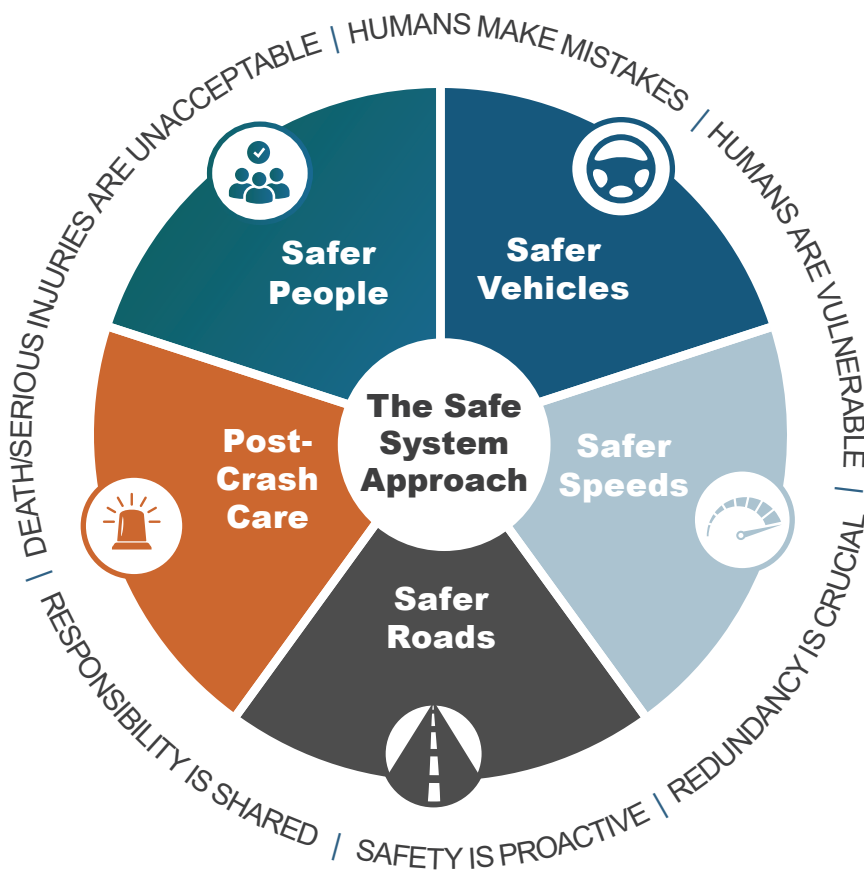 DEATH/SERIOUS INJURIES ARE UNACCEPTABLE | HUMANS MAKE MISTAKES | HUMANS ARE VULNERABLE | REDUNDANCY IS CRUCIAL | SAFETY IS PROACTIVE | RESPONSIBILITY IS SHARED |
Safer
People
Safer
Vehicles
The Safe
System
Approach
Post-
Crash
Care
Safer
Speeds
Safer
Roads